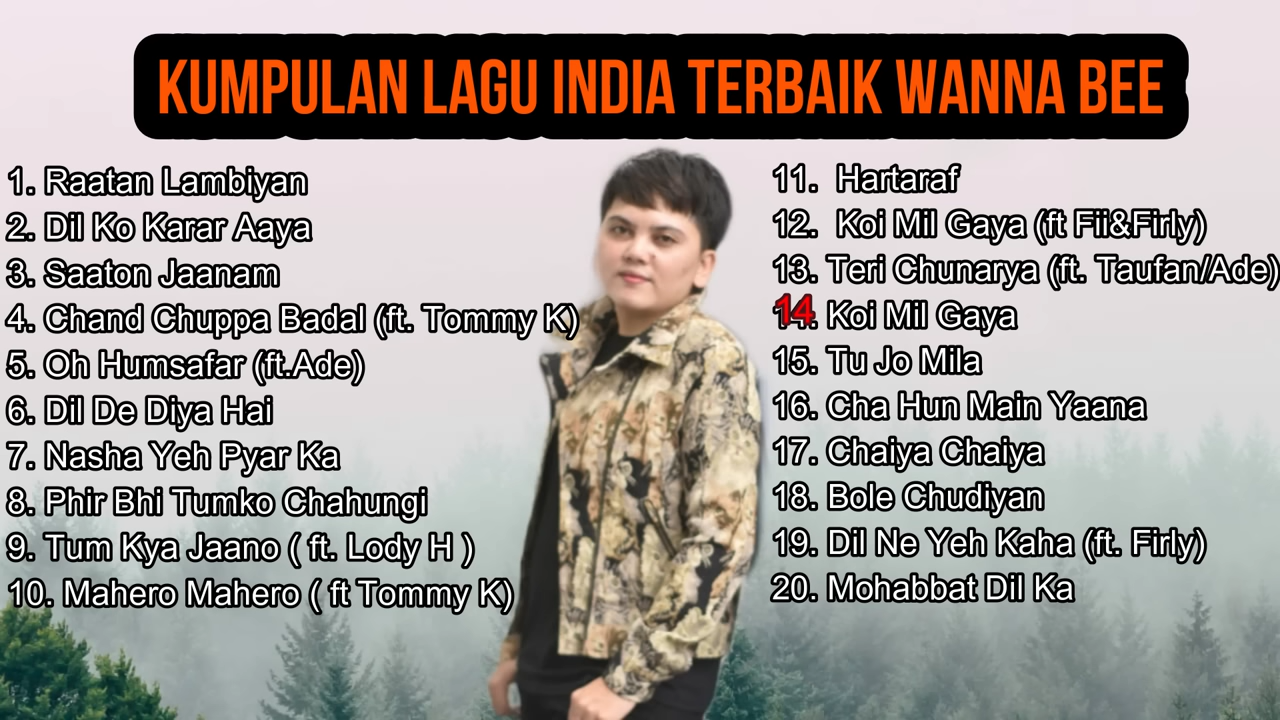 KUMPULAN LAGU INDIA TERBAIK WANNA BEE
1. Raatan Lambiyan
2. Dil Ko Karar Aaya
3. Saaton Jaanam
4. Chand Chuppa Badal (ft. Tommy K)
5. Oh Humsafar (ft.Ade)
6. Dil De Diya Hai
7. Nasha Yeh Pyar Ka
8. Phir Bhi Tumko Chahungi
9. Tum Kya Jaano ( ft. Lody H )
10. Mahero Mahero ( ft Tommy K)
11. Hartaraf
12. Koi Mil Gaya (ft Fii&Firly)
13. Teri Chunarya (ft. Taufan/Ade)
14. Koi Mil Gaya
15. Tu Jo Mila
16. Cha Hun Main Yaana
17. Chaiya Chaiya
18. Bole Chudiyan
19. Dil Ne Yeh Kaha (ft. Firly)
20. Mohabbat Dil Ka